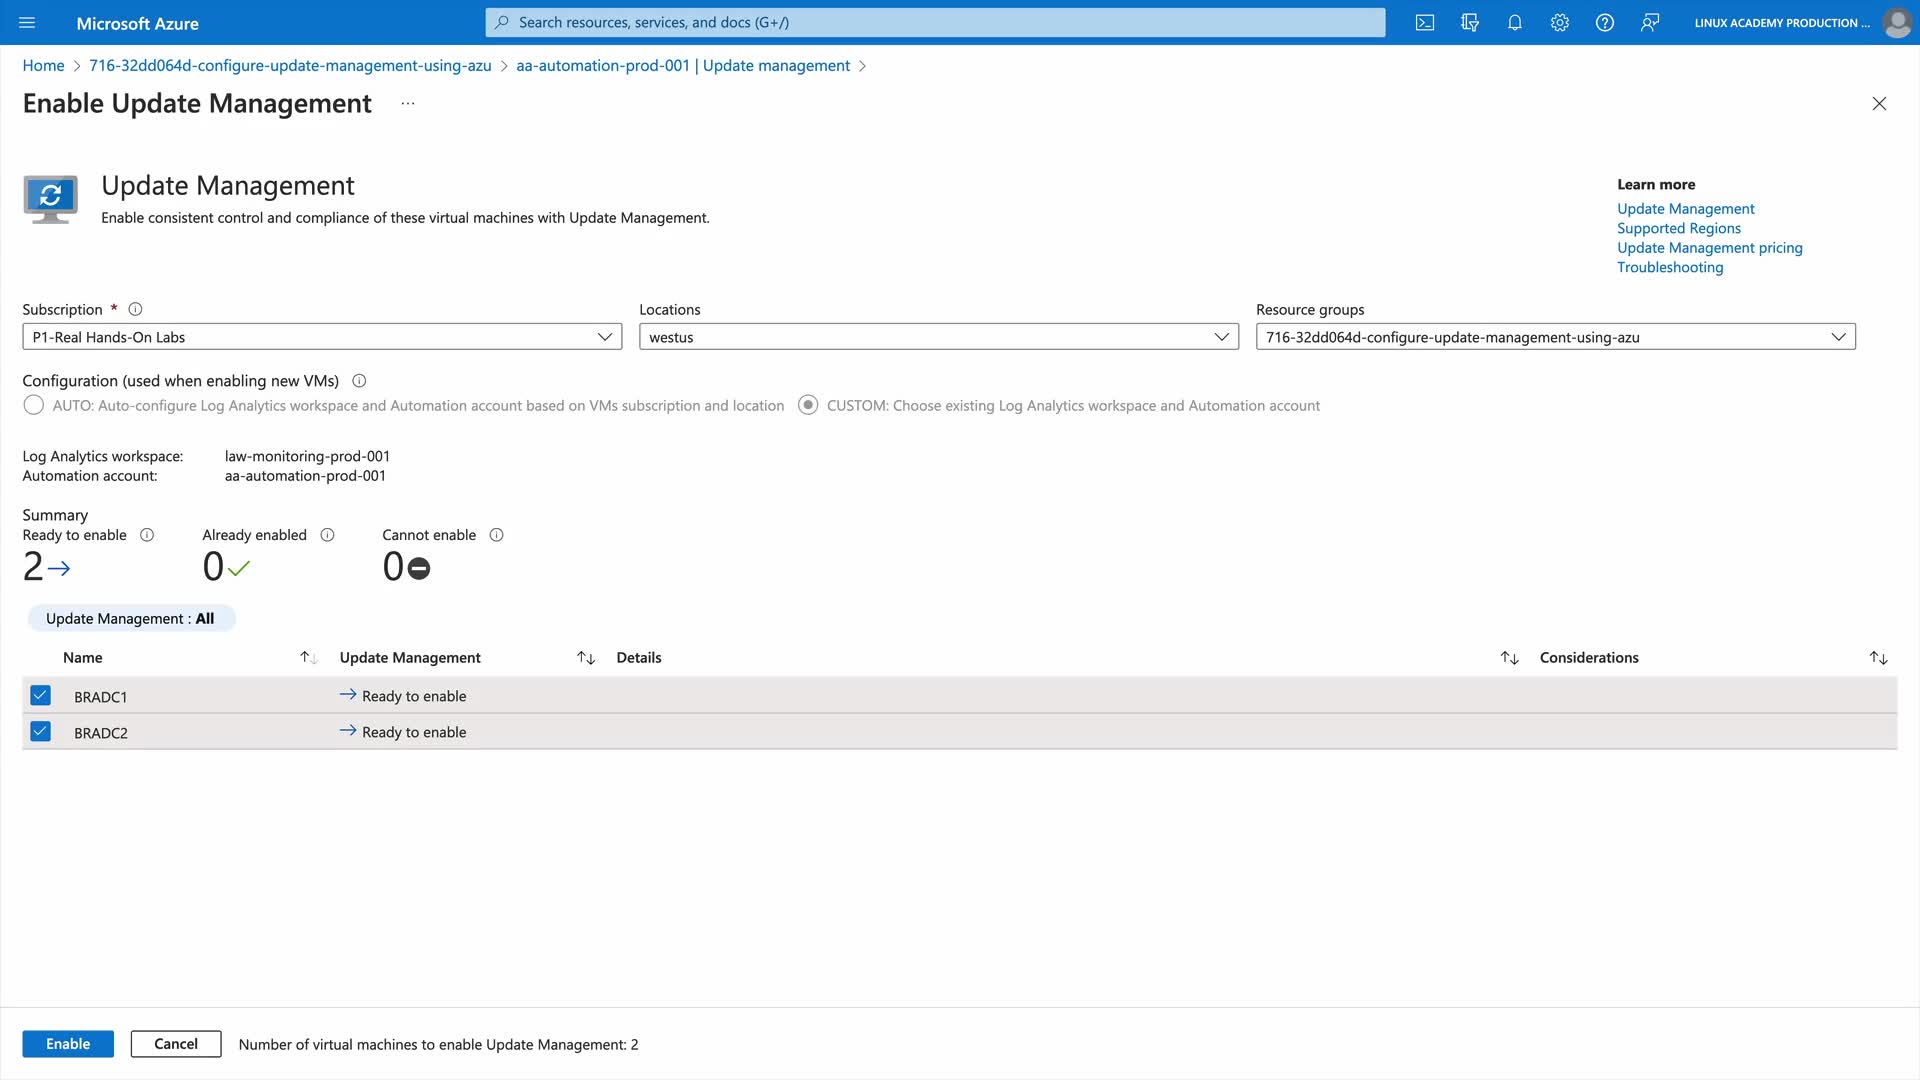 Microsoft Azure
Search resources, services, and docs (G+/)
LINUX ACADEMY PRODUCTION ...
Home > 716-32dd064d-configure-update-management-using-azu > aa-automation-prod-001 | Update management >
Enable Update Management ...
Update Management
Enable consistent control and compliance of these virtual machines with Update Management.
Learn more
Update Management
Supported Regions
Update Management pricing
Troubleshooting
Subscription *
P1-Real Hands-On Labs
Locations
westus
Resource groups
716-32dd064d-configure-update-management-using-azu
Configuration (used when enabling new VMs)
AUTO: Auto-configure Log Analytics workspace and Automation account based on VMs subscription and location
CUSTOM: Choose existing Log Analytics workspace and Automation account
Log Analytics workspace: law-monitoring-prod-001
Automation account: aa-automation-prod-001
Summary
Ready to enable
2
Already enabled
0
Cannot enable
0
Update Management : All
Name Update Management Details Considerations
BRADC1 Ready to enable
BRADC2 Ready to enable
Enable Cancel Number of virtual machines to enable Update Management: 2